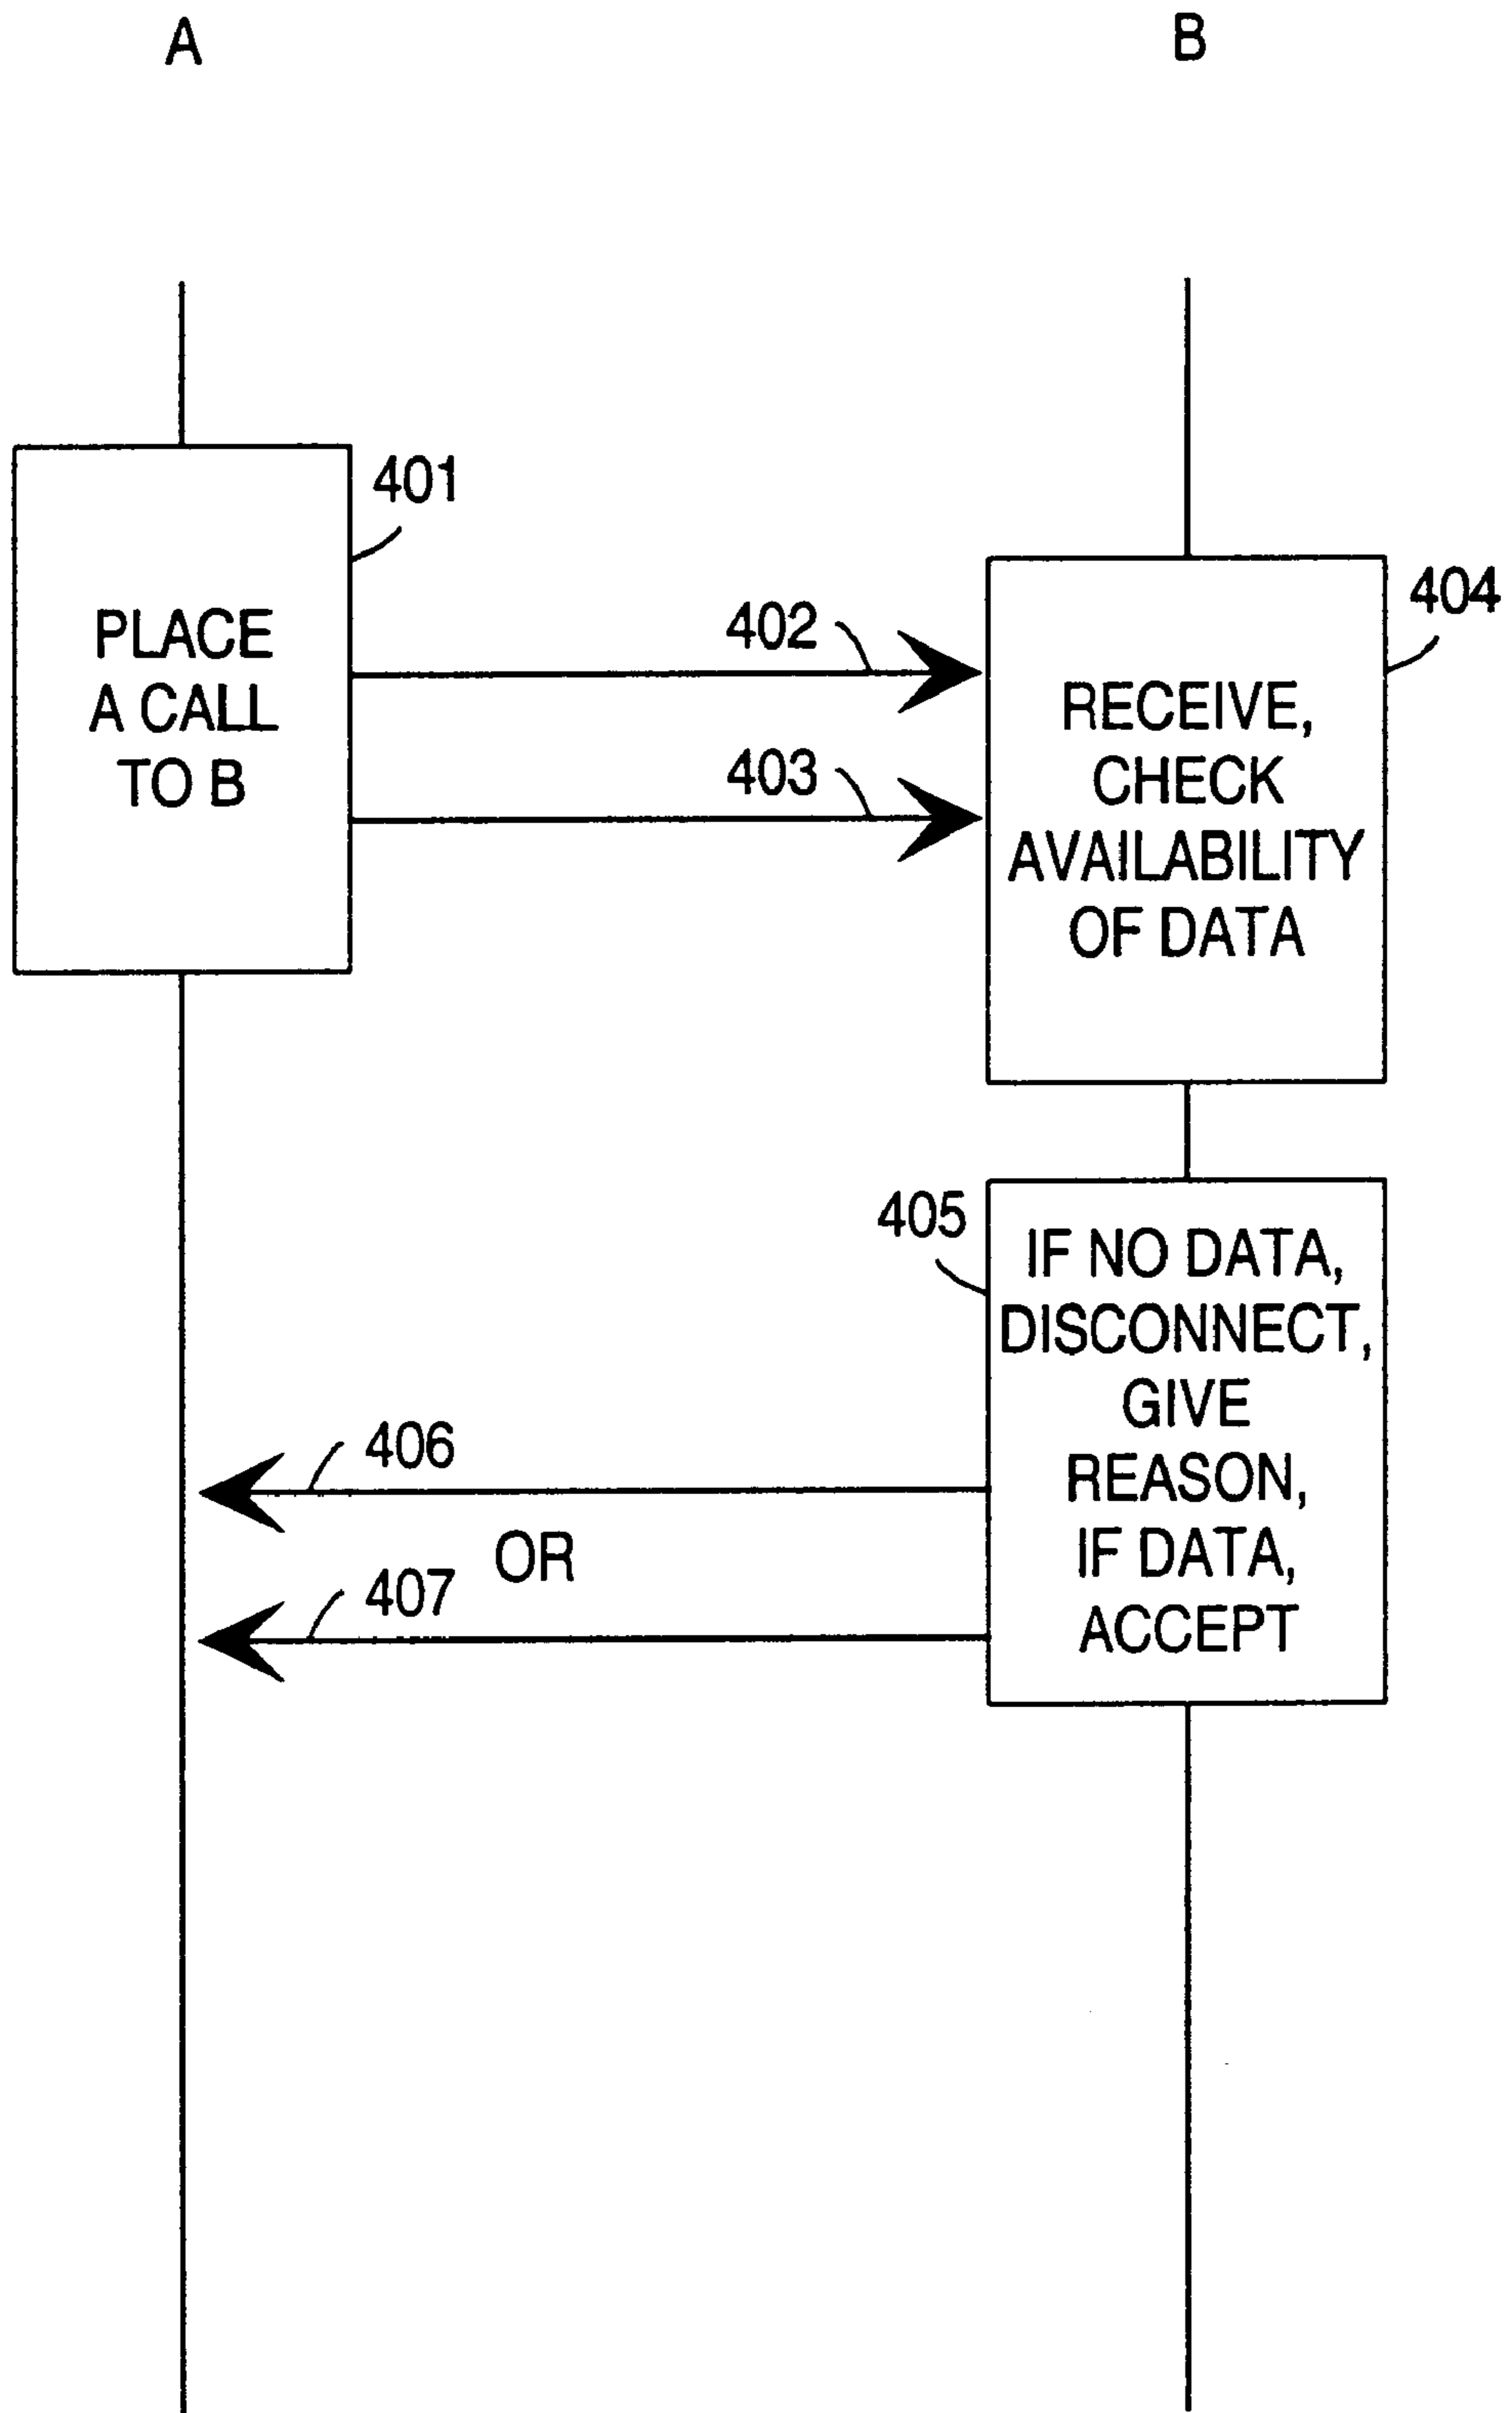 A
B
401
PLACE
A CALL
TO B
402
403
404
RECEIVE,
CHECK
AVAILABILITY
OF DATA
405
IF NO DATA,
DISCONNECT,
GIVE
REASON,
IF DATA,
ACCEPT
406
OR
407